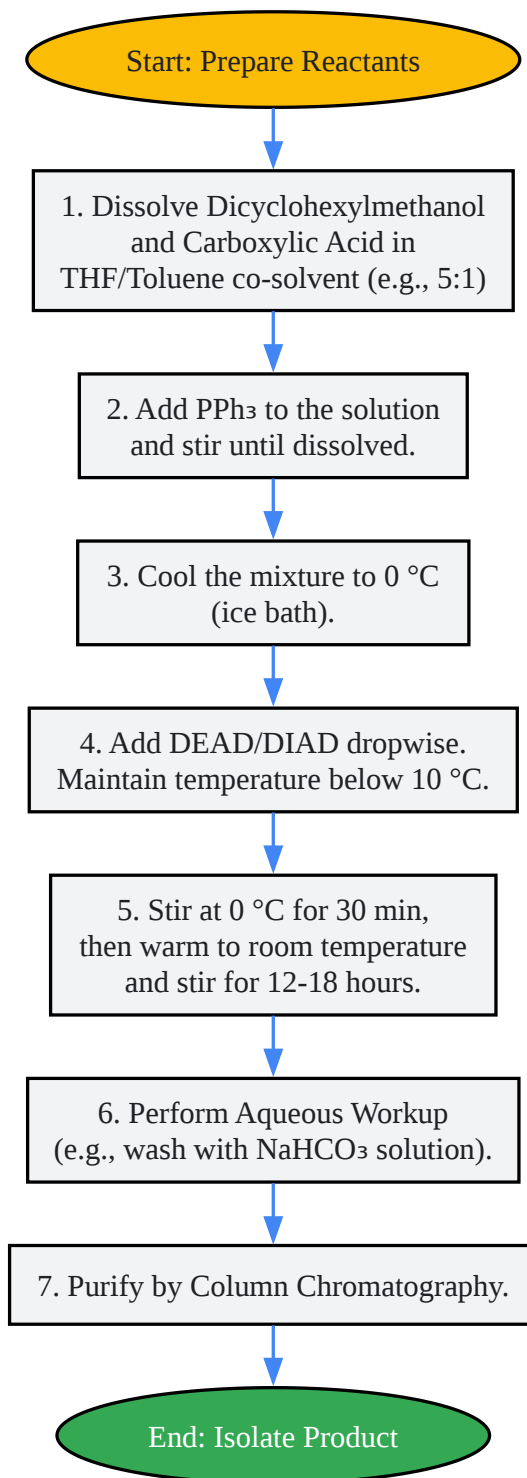 Start: Prepare Reactants
1. Dissolve Dicyclohexylmethanol
and Carboxylic Acid in
THF/Toluene co-solvent (e.g., 5:1)
2. Add PPh₃ to the solution
and stir until dissolved.
3. Cool the mixture to 0 °C
(ice bath).
4. Add DEAD/DIAD dropwise.
Maintain temperature below 10 °C.
5. Stir at 0 °C for 30 min,
then warm to room temperature
and stir for 12-18 hours.
6. Perform Aqueous Workup
(e.g., wash with NaHCO₃ solution).
7. Purify by Column Chromatography.
End: Isolate Product